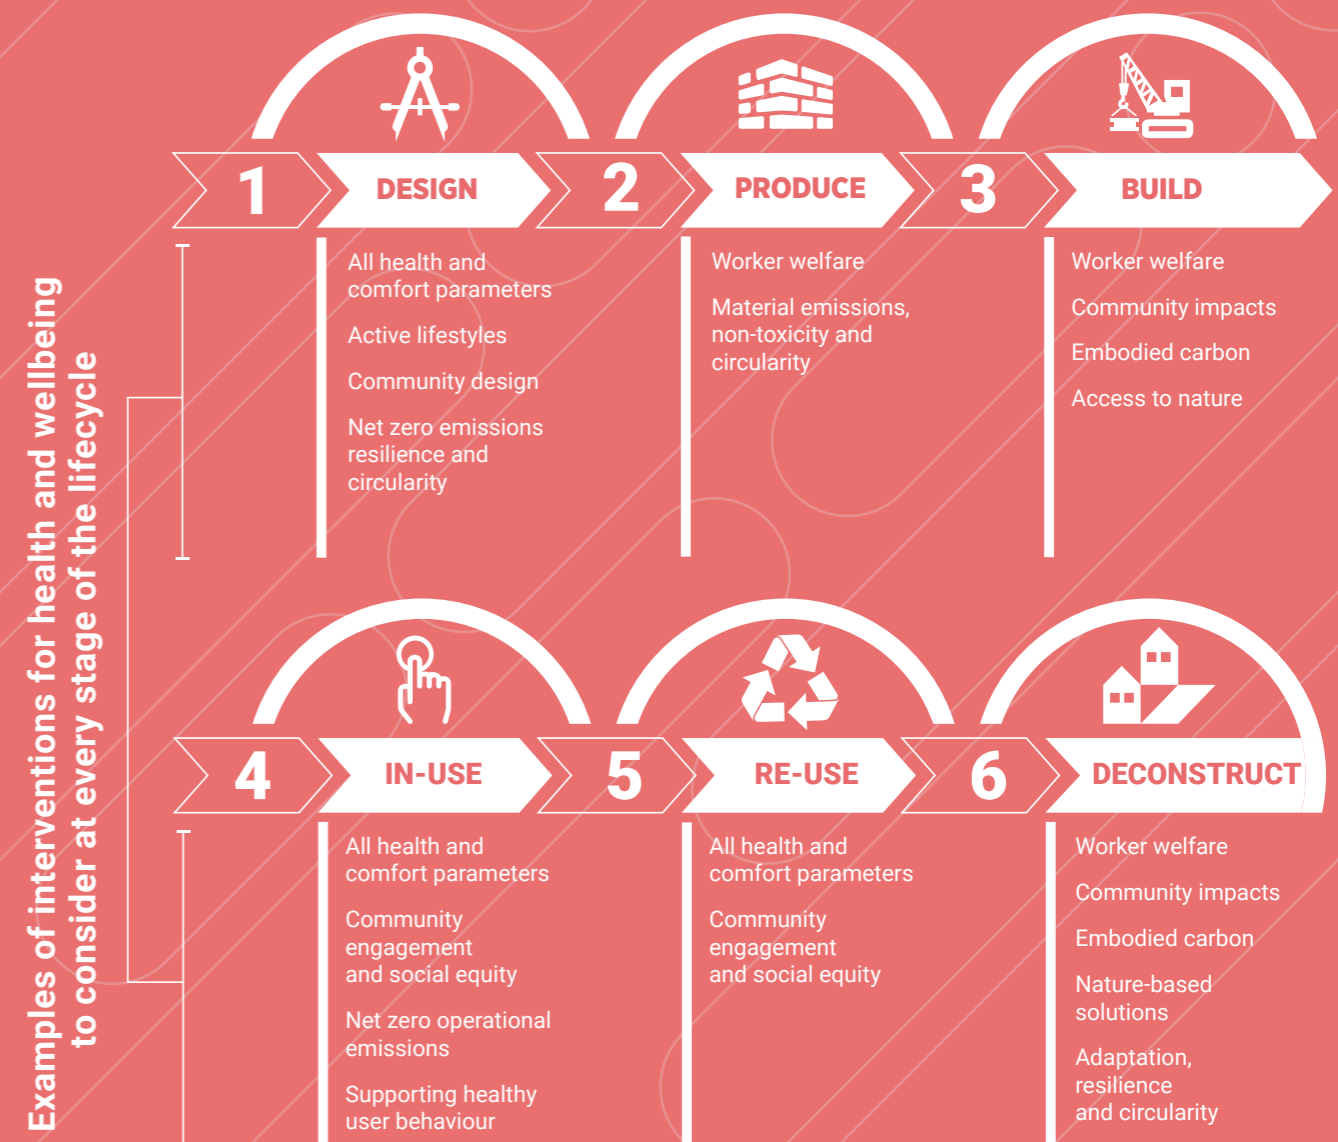 Examples of interventions for health and wellbeing
to consider at every stage of the lifecycle
1
DESIGN
All health and
comfort parameters
Active lifestyles
Community design
Net zero emissions
resilience and
circularity
2
PRODUCE
Worker welfare
Material emissions,
non-toxicity and
circularity
3
BUILD
Worker welfare
Community impacts
Embodied carbon
Access to nature
4
IN-USE
All health and
comfort parameters
Community
engagement
and social equity
Net zero operational
emissions
Supporting healthy
user behaviour
5
RE-USE
All health and
comfort parameters
Community
engagement
and social equity
6
DECONSTRUCT
Worker welfare
Community impacts
Embodied carbon
Nature-based
solutions
Adaptation,
resilience
and circularity